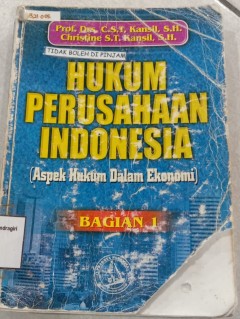 Prof. Drs. C.S.T. Kansil, S.H.
Christine S.T. Kansil, S.H.
TIDAK BOLEH DI PINJAM
HUKUM
PERUSAHAAN
INDONESIA
(Aspek Hukum Dalam Ekonomi)
BAGIAN 1